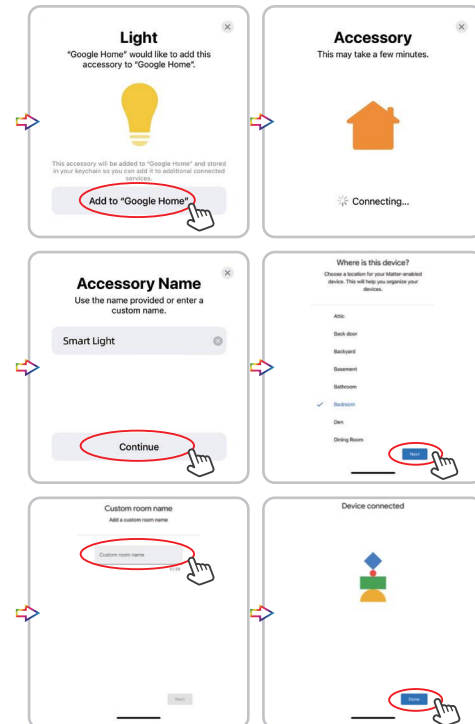 Light
"Google Home" would like to add this
accessory to "Google Home".
This accessory will be added to "Google Home" and stored
in your keychain so you can add it to additional connected
services.
Add to "Google Home"
Accessory
This may take a few minutes.
Connecting...
Accessory Name
Use the name provided or enter a
custom name.
Smart Light
Continue
Where is this device?
Choose a location for your Matter-enabled
device. This will help you organize your
devices.
Attic
Back door
Backyard
Basement
Bathroom
Bedroom
Den
Dining Room
Next
Custom room name
Add a custom room name
Custom room name
Next
Device connected
Done